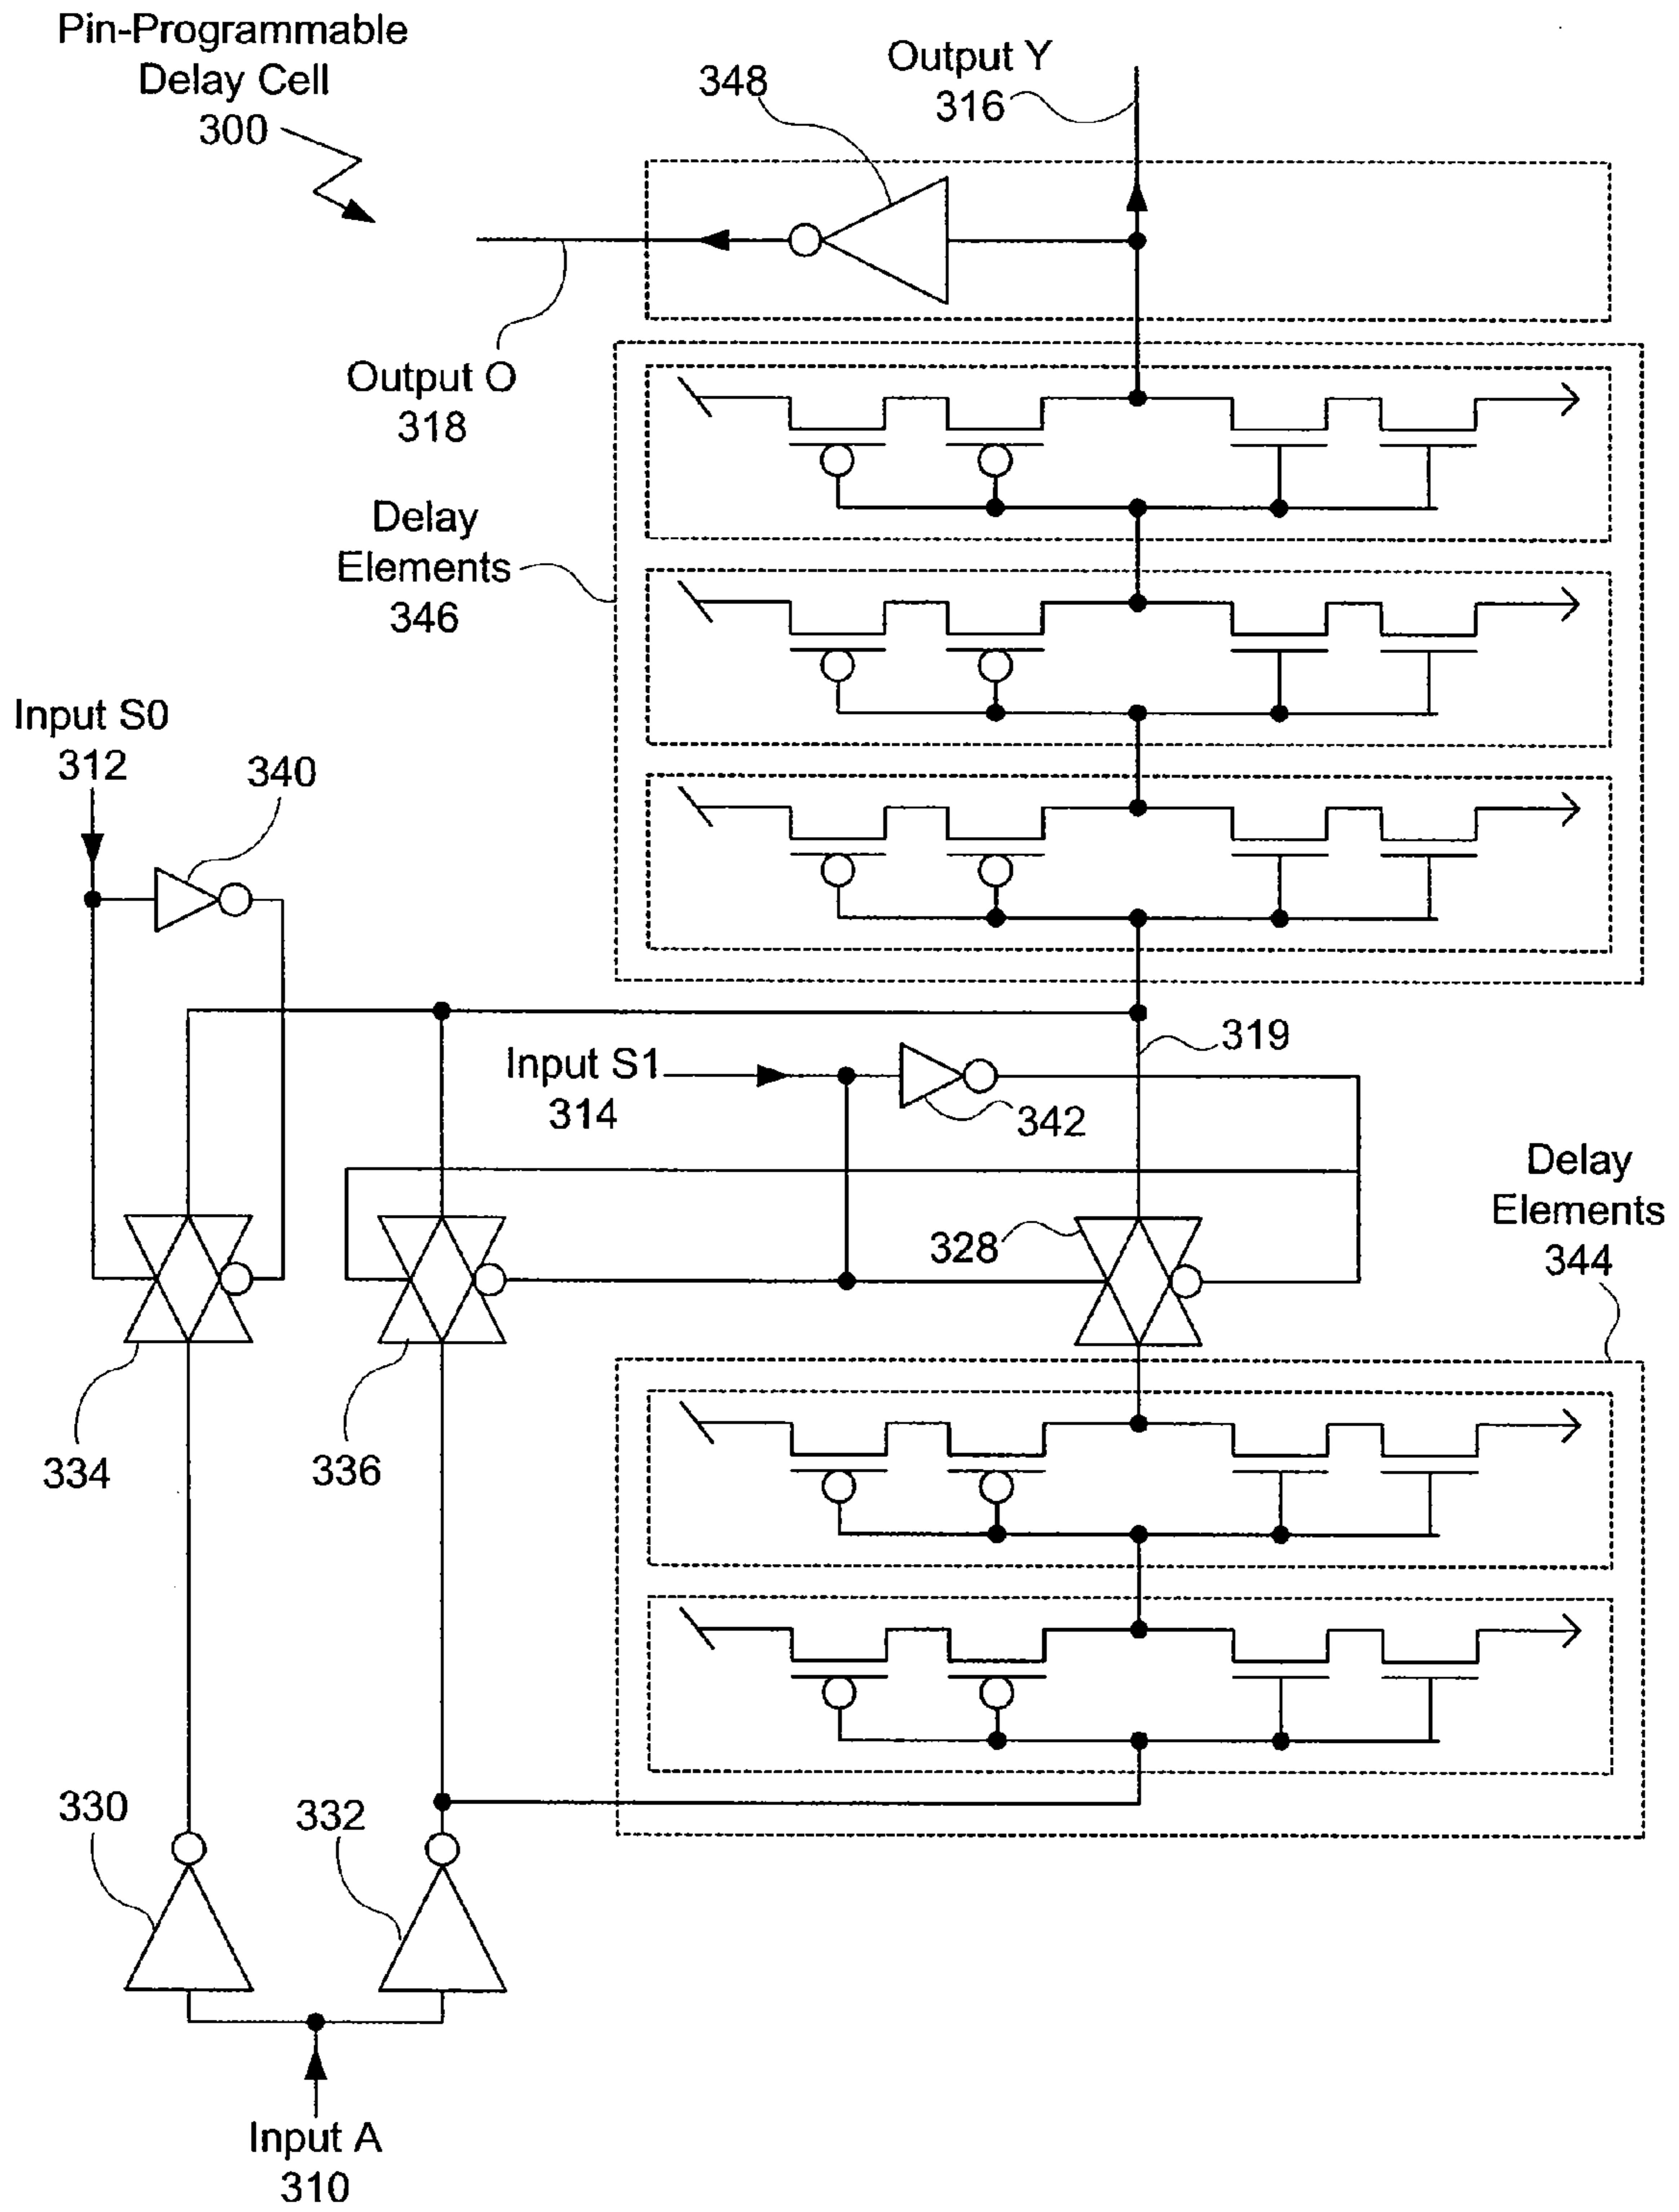 Pin-Programmable
Delay Cell
300
348
Output Y
316
Output O
318
Delay
Elements
346
Input S0
312
340
Input S1
314
342
319
328
Delay
Elements
344
334
336
330
332
Input A
310